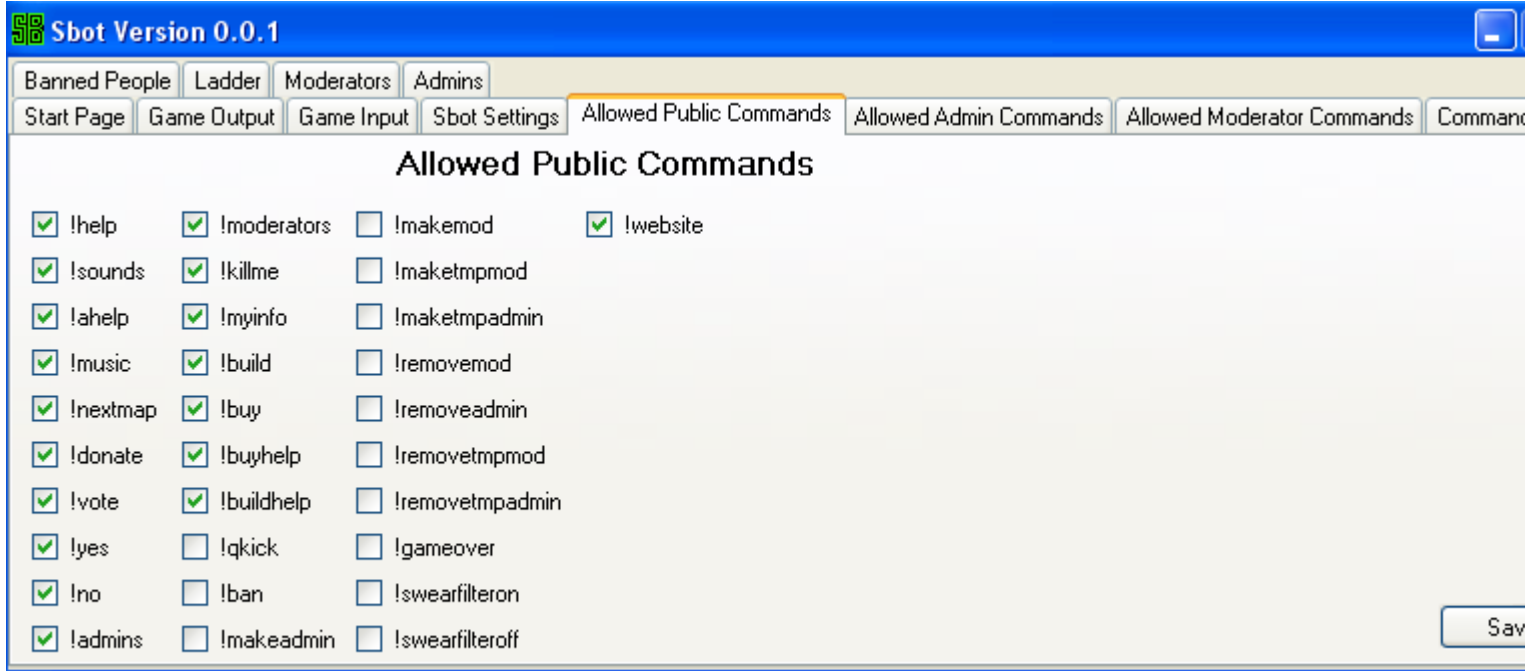 SB Sbot Version 0.0.1
Banned People Ladder Moderators Admins
Start Page Game Output Game Input Sbot Settings Allowed Public Commands Allowed Admin Commands Allowed Moderator Commands Command
Allowed Public Commands
!help !moderators !makemod !website
!sounds !killme !maketmpmod
!ahelp !myinfo !maketmpadmin
!music !build !removemod
!nextmap !buy !removeadmin
!donate !buyhelp !removetmpmod
!vote !buildhelp !removetmpadmin
!yes !qkick !gameover
!no !ban !swearfilteron
!admins !makeadmin !swearfilteroff
Sav